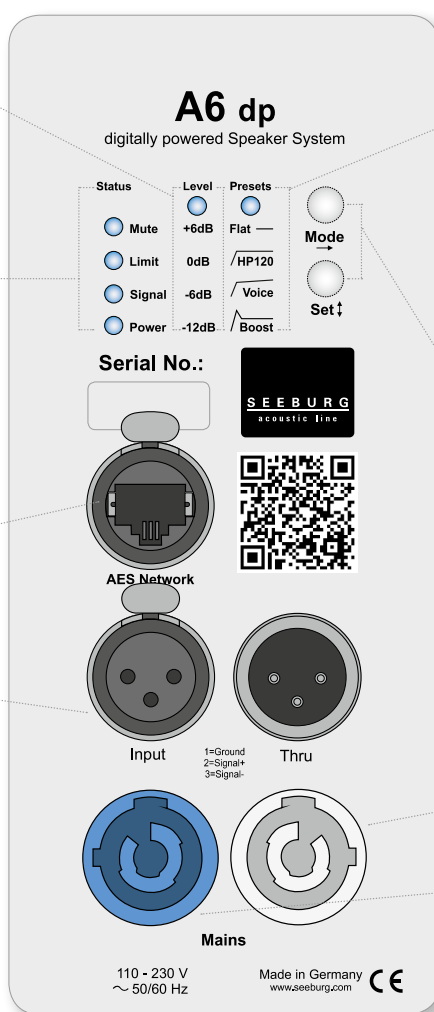 A6 dp
digitally powered Speaker System
Status Level Presets
Mute +6dB Flat
Mode
Limit 0dB HP120
Signal -6dB Voice
Set
Power -12dB Boost
Serial No.:
SEEBURG
acoustic line
AES Network
Input
1=Ground
2=Signal+
3=Signal-
Thru
Mains
110 - 230 V
~ 50/60 Hz
Made in Germany
www.seeburg.com
CE